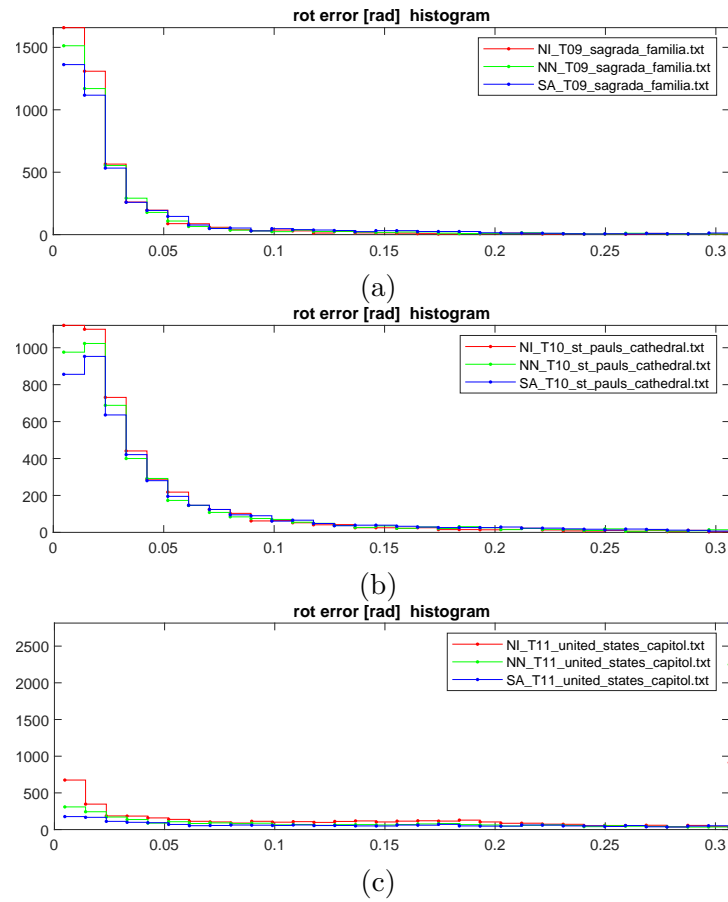 rot error [rad] histogram
1500
1000
500
0
NI_T09_sagrada_familia.txt
NN_T09_sagrada_familia.txt
SA_T09_sagrada_familia.txt
0 0.05 0.1 0.15 0.2 0.25 0.3
(a)
rot error [rad] histogram
1000
800
600
400
200
0
NI_T10_st_pauls_cathedral.txt
NN_T10_st_pauls_cathedral.txt
SA_T10_st_pauls_cathedral.txt
0 0.05 0.1 0.15 0.2 0.25 0.3
(b)
rot error [rad] histogram
2500
2000
1500
1000
500
0
NI_T11_united_states_capitol.txt
NN_T11_united_states_capitol.txt
SA_T11_united_states_capitol.txt
0 0.05 0.1 0.15 0.2 0.25 0.3
(c)